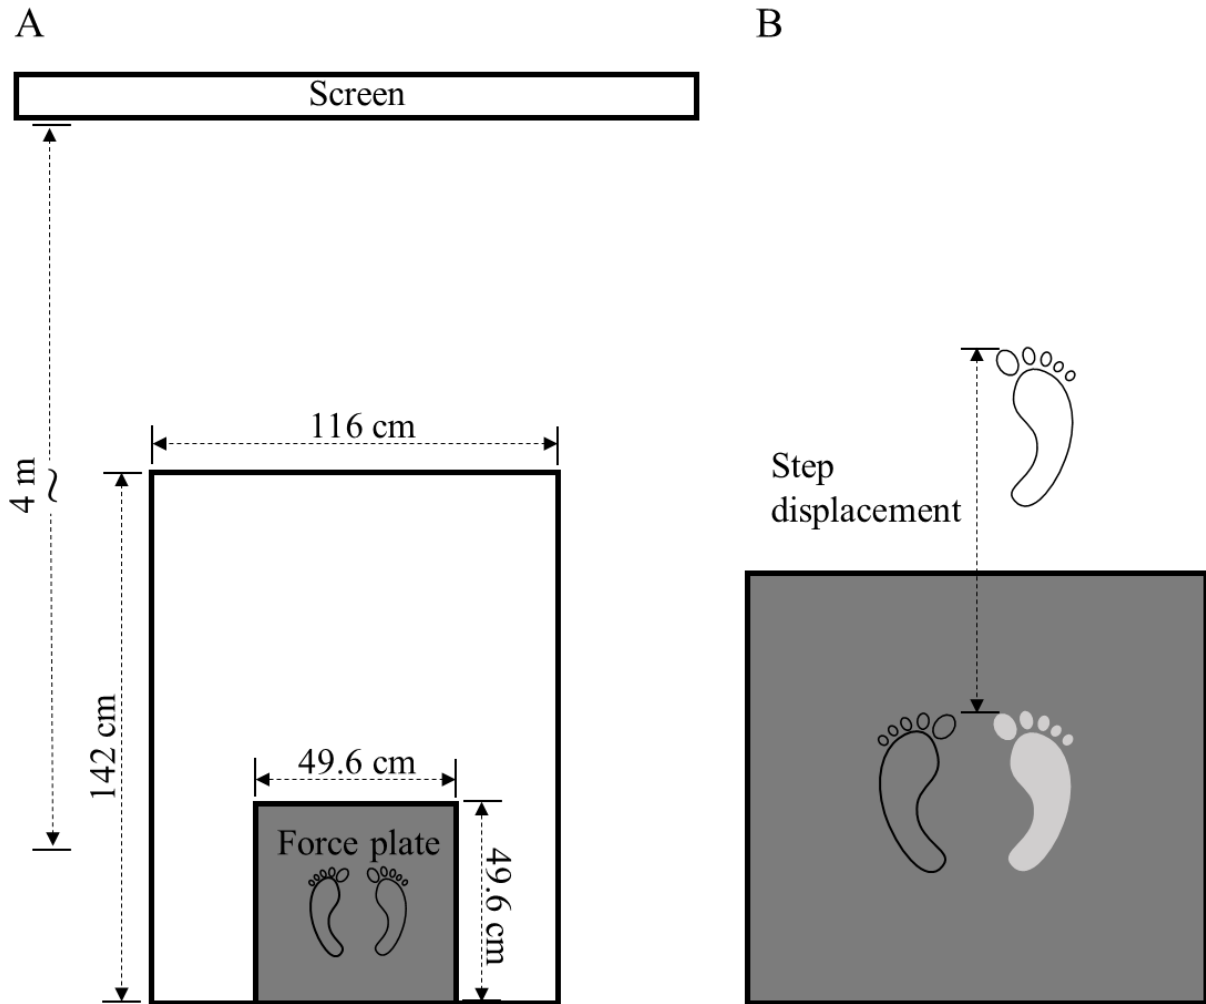 A
B
Screen
116 cm
4 m
Step
displacement
142 cm
49.6 cm
Force plate
49.6 cm